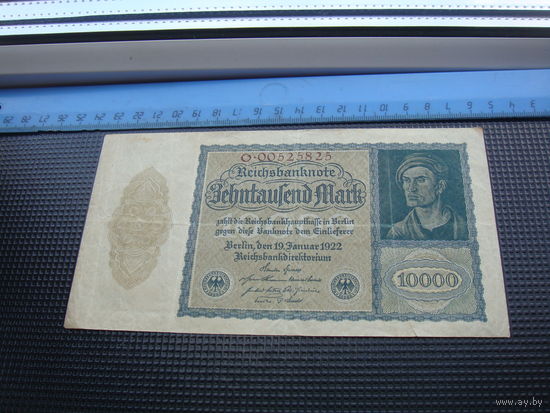 O·00525825
Reichsbanknote
Zehntausend Mark
zahlt die Reichsbankhauptkasse in Berlin
gegen diese Banknote dem Einlieferer
Berlin, den 19. Januar 1922
Reichsbankdirektorium
10000
www.ay.by